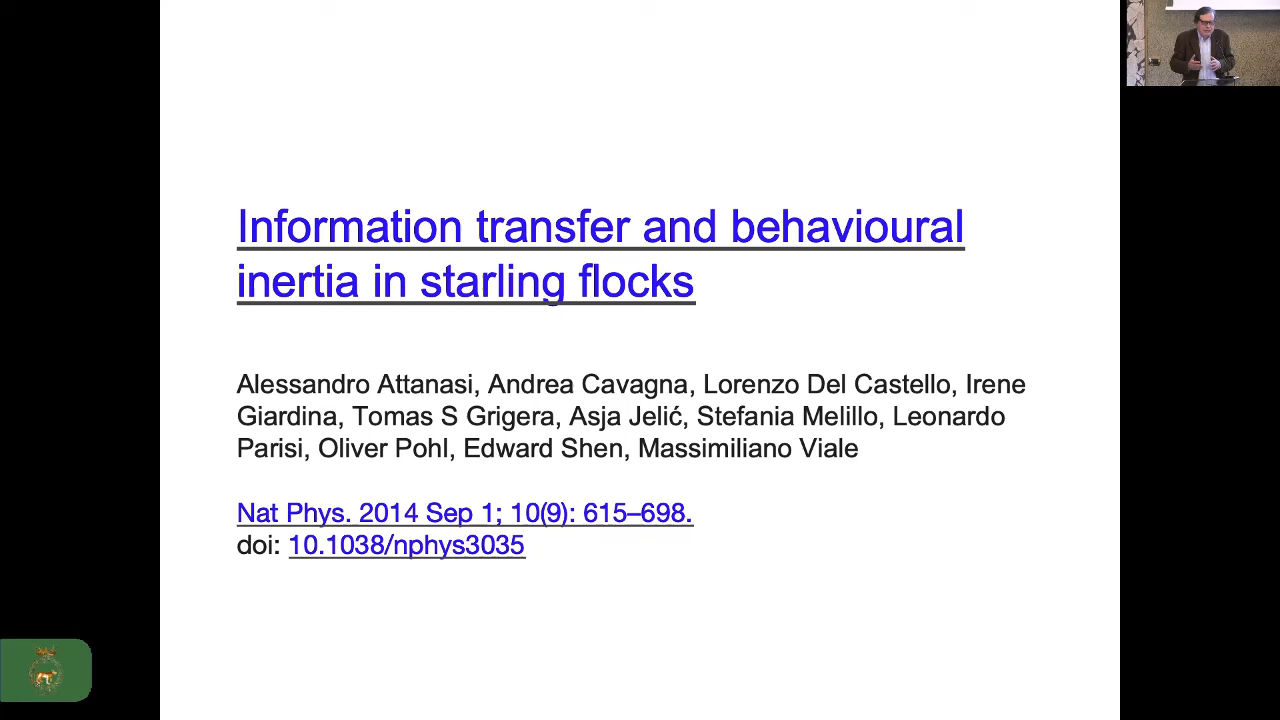 Information transfer and behavioural
inertia in starling flocks
Alessandro Attanasi, Andrea Cavagna, Lorenzo Del Castello, Irene
Giardina, Tomas S Grigera, Asja Jelić, Stefania Melillo, Leonardo
Parisi, Oliver Pohl, Edward Shen, Massimiliano Viale
Nat Phys. 2014 Sep 1; 10(9): 615–698.
doi: 10.1038/nphys3035